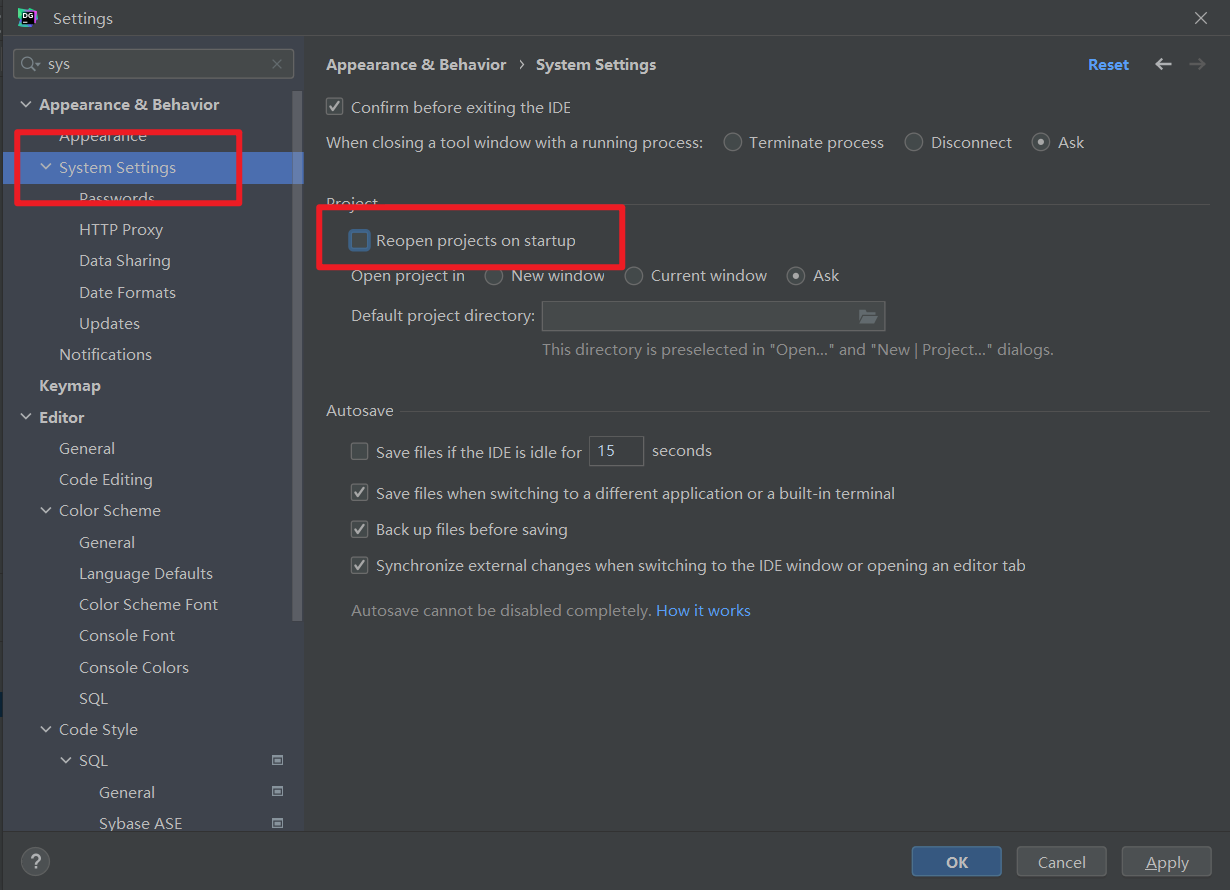 DG
Settings
sys
Appearance & Behavior
Appearance
System Settings
Passwords
HTTP Proxy
Data Sharing
Date Formats
Updates
Notifications
Keymap
Editor
General
Code Editing
Color Scheme
General
Language Defaults
Color Scheme Font
Console Font
Console Colors
SQL
Code Style
SQL
General
Sybase ASE
Appearance & Behavior › System Settings
Reset
Confirm before exiting the IDE
When closing a tool window with a running process: Terminate process Disconnect Ask
Project
Reopen projects on startup
Open project in New window Current window Ask
Default project directory:
This directory is preselected in "Open..." and "New | Project..." dialogs.
Autosave
Save files if the IDE is idle for 15 seconds
Save files when switching to a different application or a built-in terminal
Back up files before saving
Synchronize external changes when switching to the IDE window or opening an editor tab
Autosave cannot be disabled completely. How it works
?
OK Cancel Apply